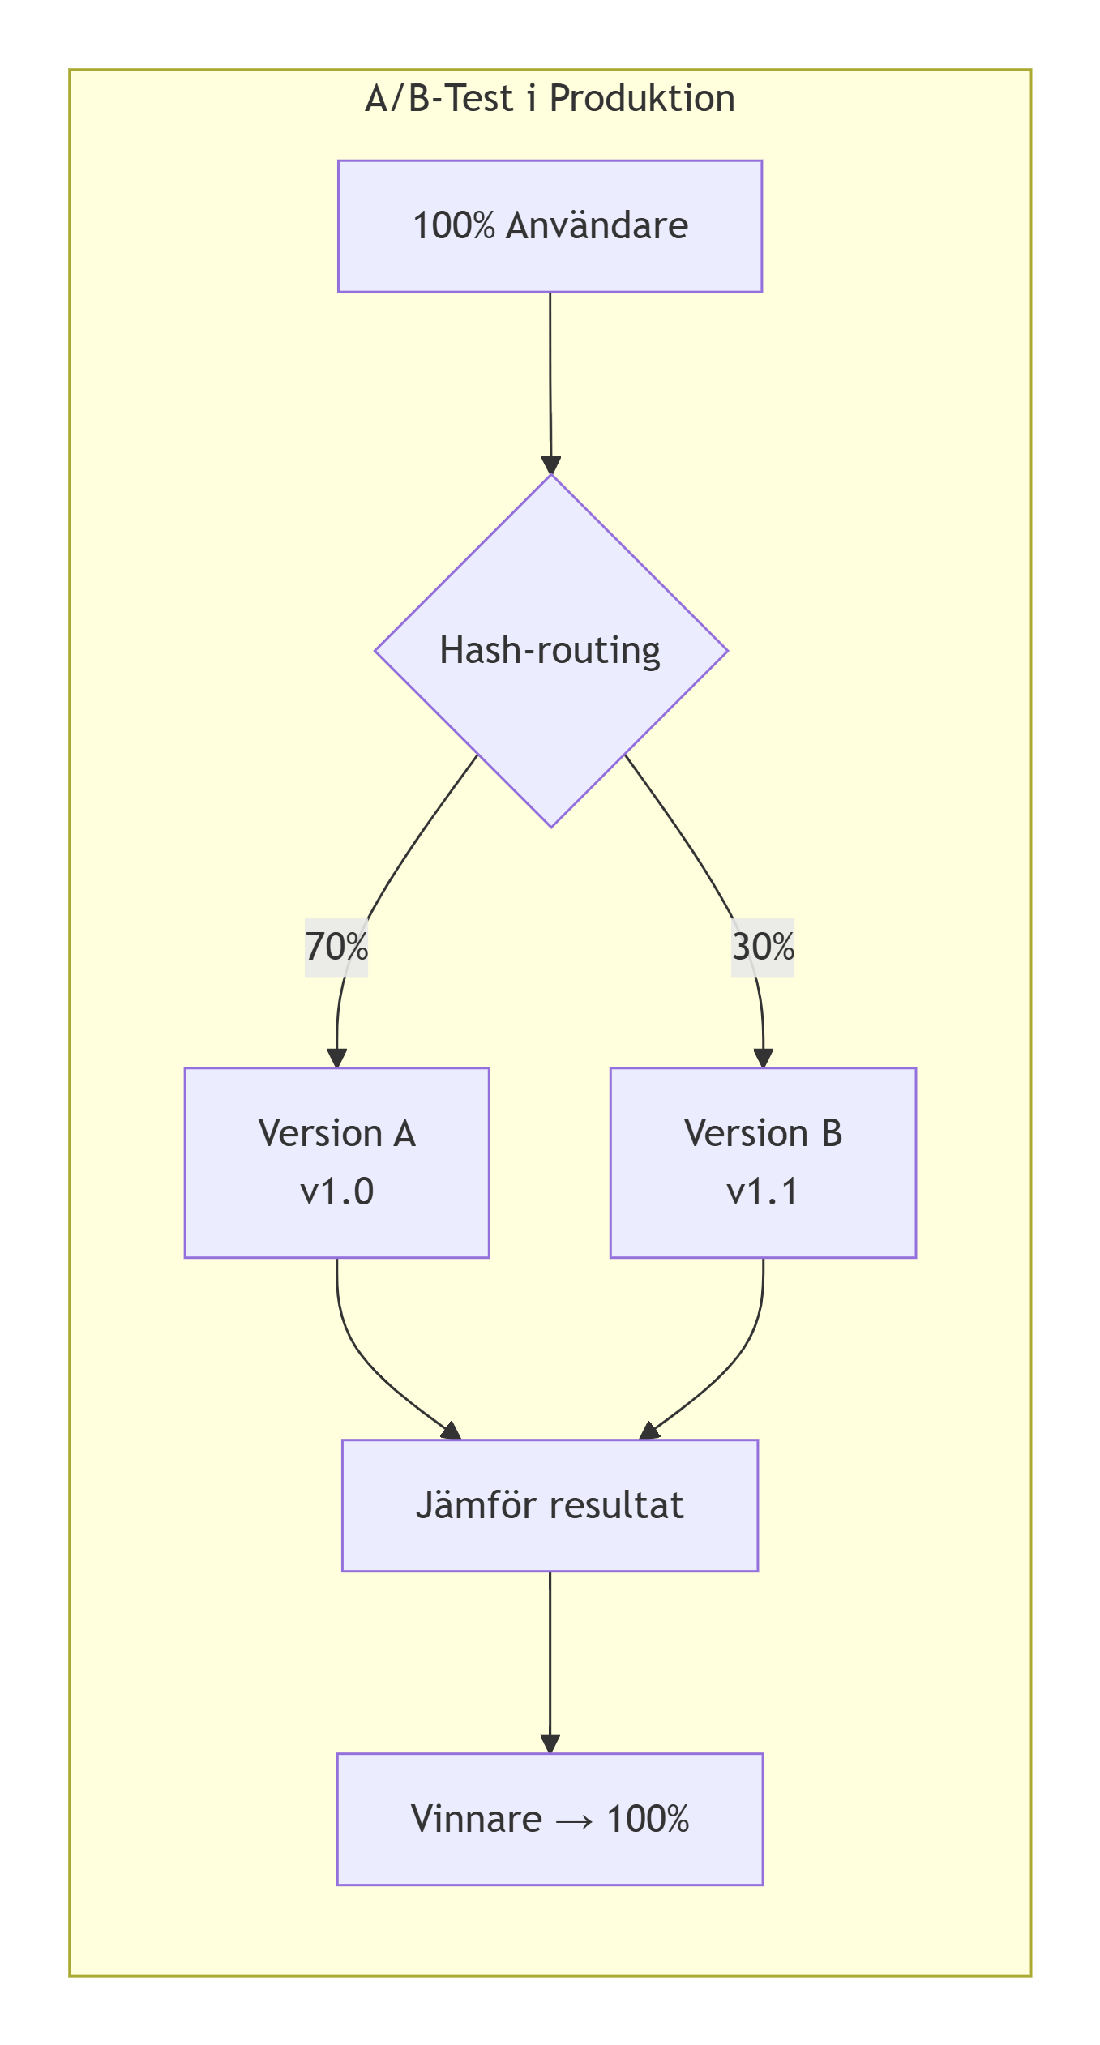 A/B-Test i Produktion
100% Användare
Hash-routing
70%
30%
Version A
v1.0
Version B
v1.1
Jämför resultat
Vinnare → 100%